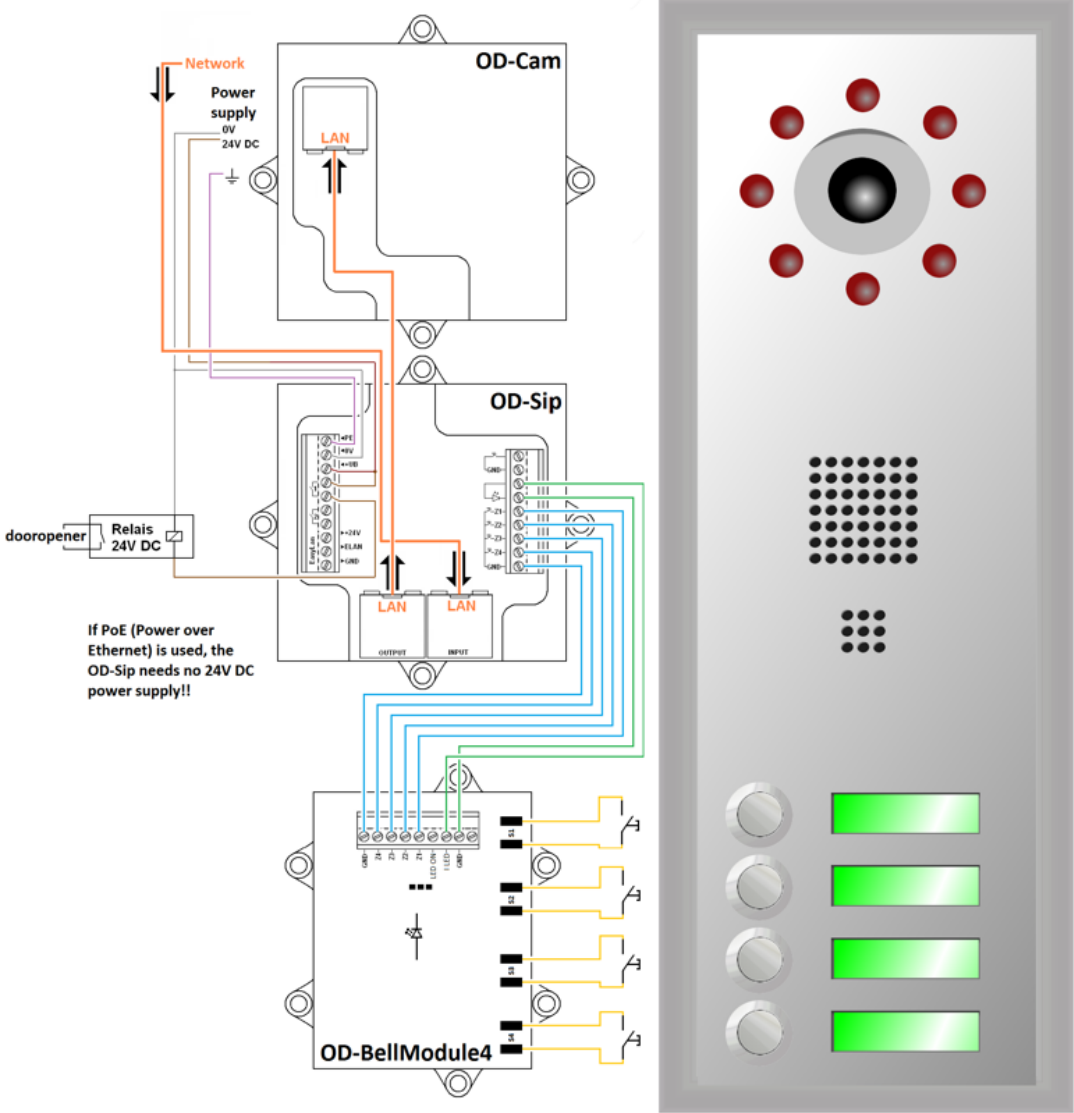 OD-Cam
Network
Power
supply
0V
24V DC
LAN
OD-Sip
PE
0V
+UB
GND
Z1
Z2
Z3
Z4
GND
EasyLan
+24V
ELAN
GND
dooropener
Relais
24V DC
LAN
LAN
OUTPUT
INPUT
If PoE (Power over
Ethernet) is used, the
OD-Sip needs no 24V DC
power supply!!
GND
Z4
Z3
Z2
Z1
LED ON
I LED
GND
S1
S2
S3
S4
OD-BellModule4